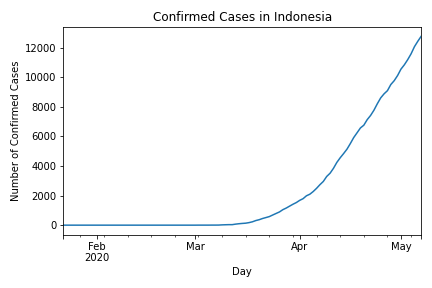 Confirmed Cases in Indonesia
Number of Confirmed Cases
12000
10000
8000
6000
4000
2000
0
Feb
2020
Mar
Apr
May
Day